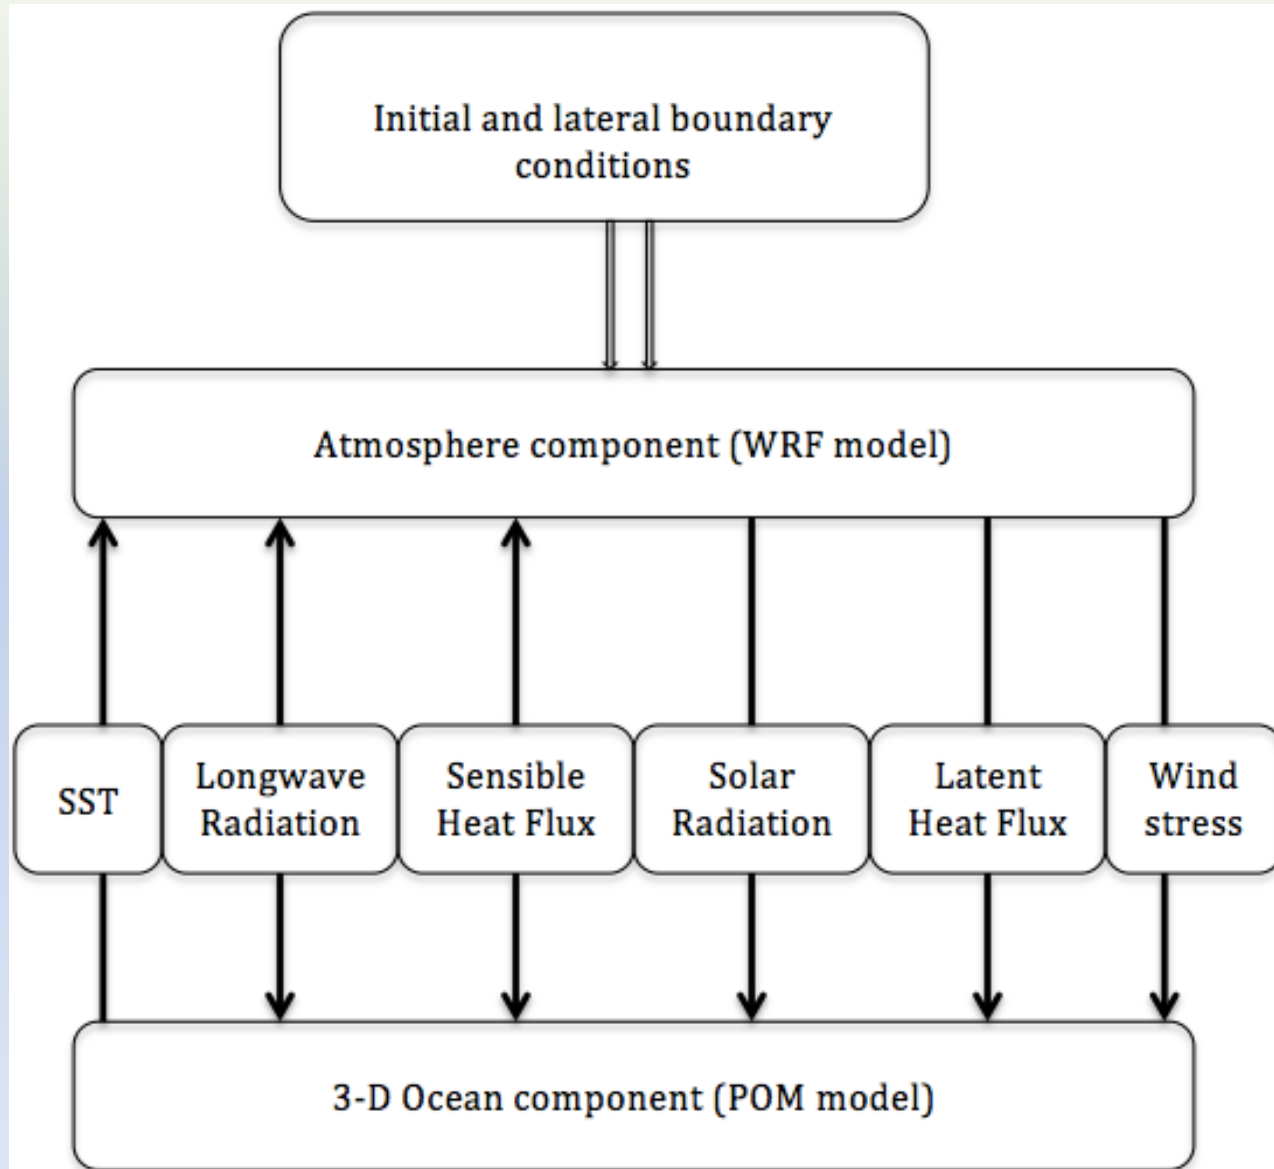 Initial and lateral boundary
conditions
Atmosphere component (WRF model)
SST
Longwave
Radiation
Sensible
Heat Flux
Solar
Radiation
Latent
Heat Flux
Wind
stress
3-D Ocean component (POM model)